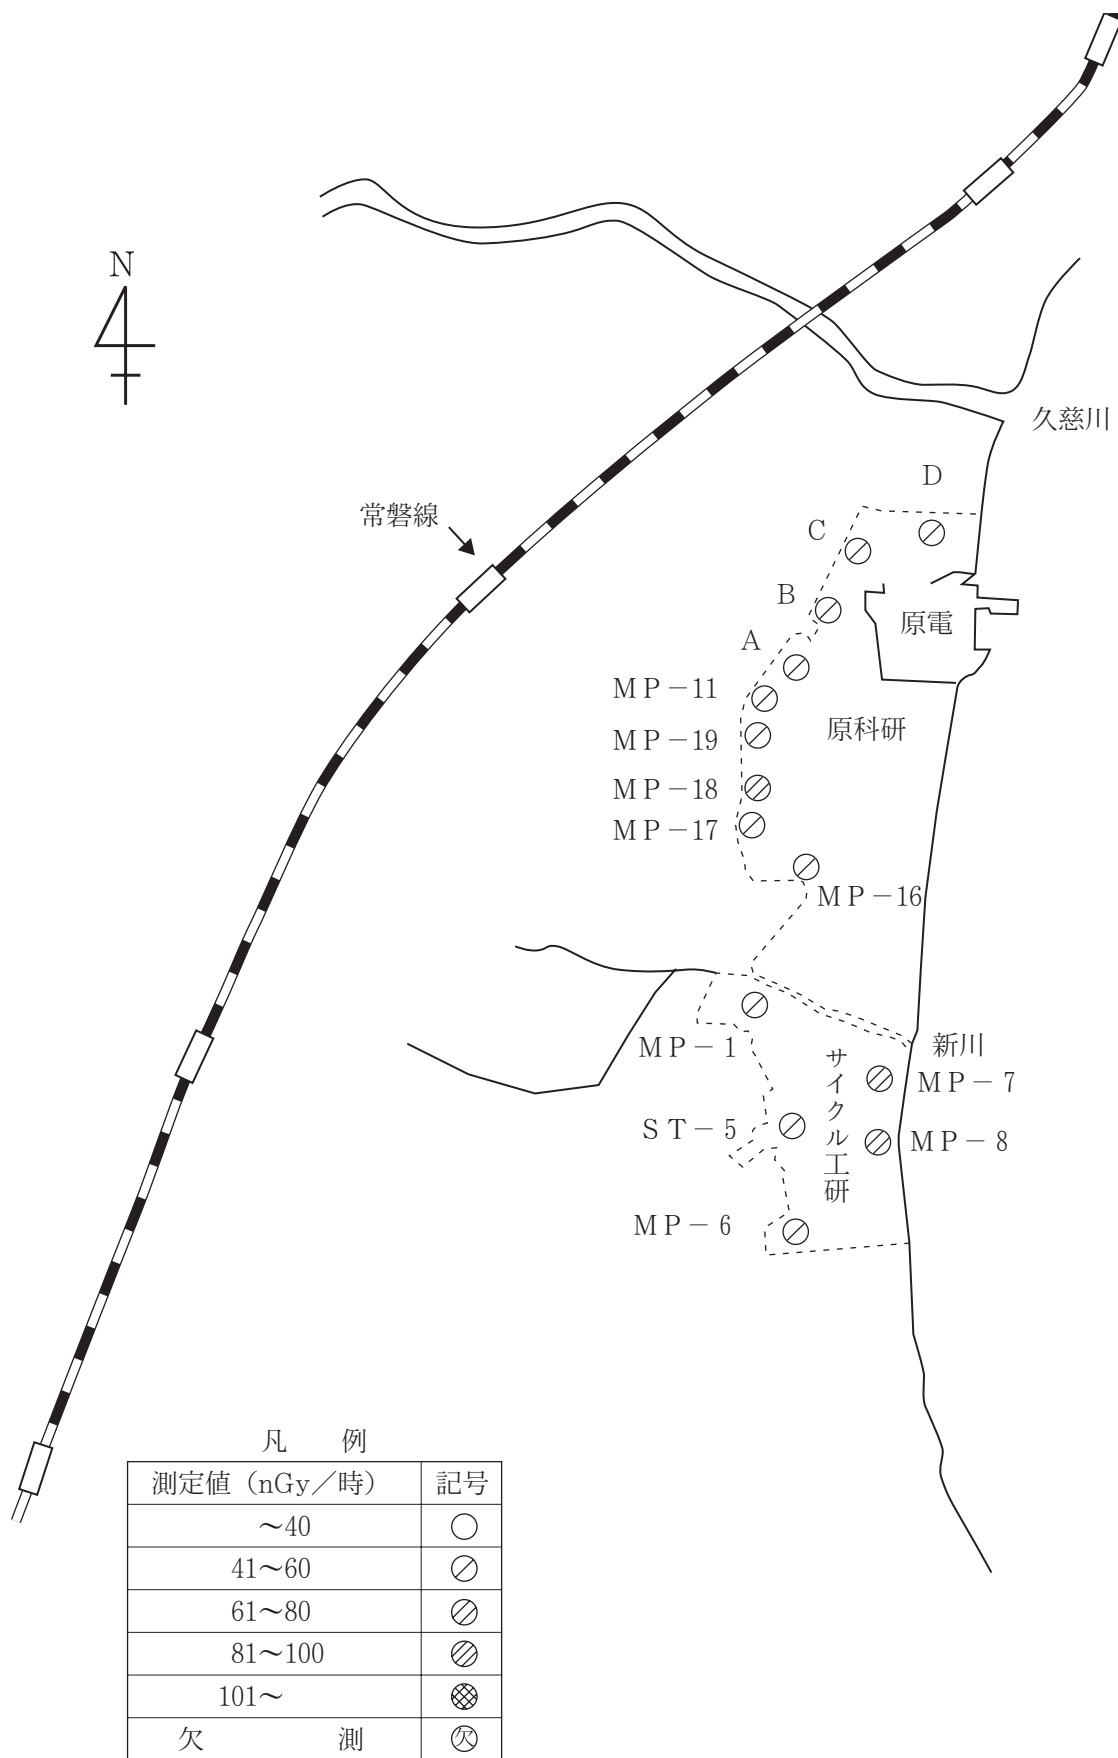 N
久慈川
D
常磐線
C
B
原電
A
MP－11
原科研
MP－19
MP－18
MP－17
MP－16
新川
MP－1
サイクル工研
MP－7
ST－5
MP－8
MP－6
凡　例
測定値（nGy／時） 記号
～40
41～60
61～80
81～100
101～
欠　測 欠